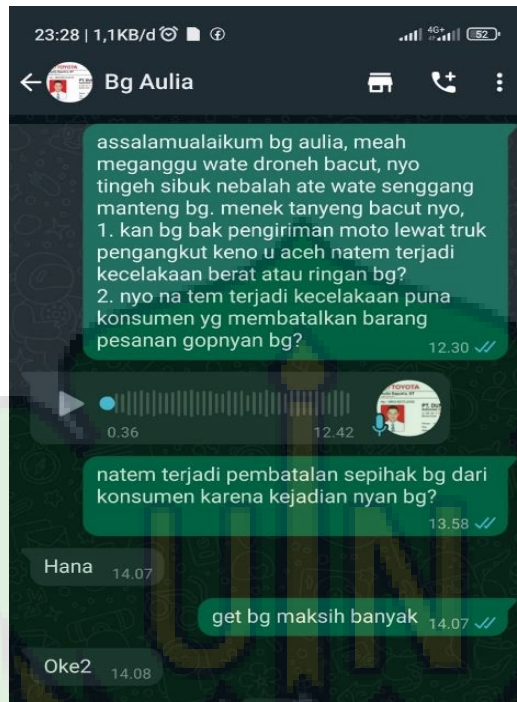 23:28 | 1,1KB/d
4G+
52
Bg Aulia
assalamualaikum bg aulia, meah
meganggu wate droneh bacut, nyo
tingeh sibuk nebalah ate wate senggang
manteng bg. menek tanyeng bacut nyo,
1. kan bg bak pengiriman moto lewat truk
pengangkut keno u aceh natem terjadi
kecelakaan berat atau ringan bg?
2. nyo na tem terjadi kecelakaan puna
konsumen yg membatalkan barang
pesanan gopnyan bg?
12.30
TOYOTA
0.36
12.42
natem terjadi pembatalan sepihak bg dari
konsumen karena kejadian nyan bg?
13.58
Hana 14.07
get bg maksih banyak 14.07
Oke2 14.08
UIN